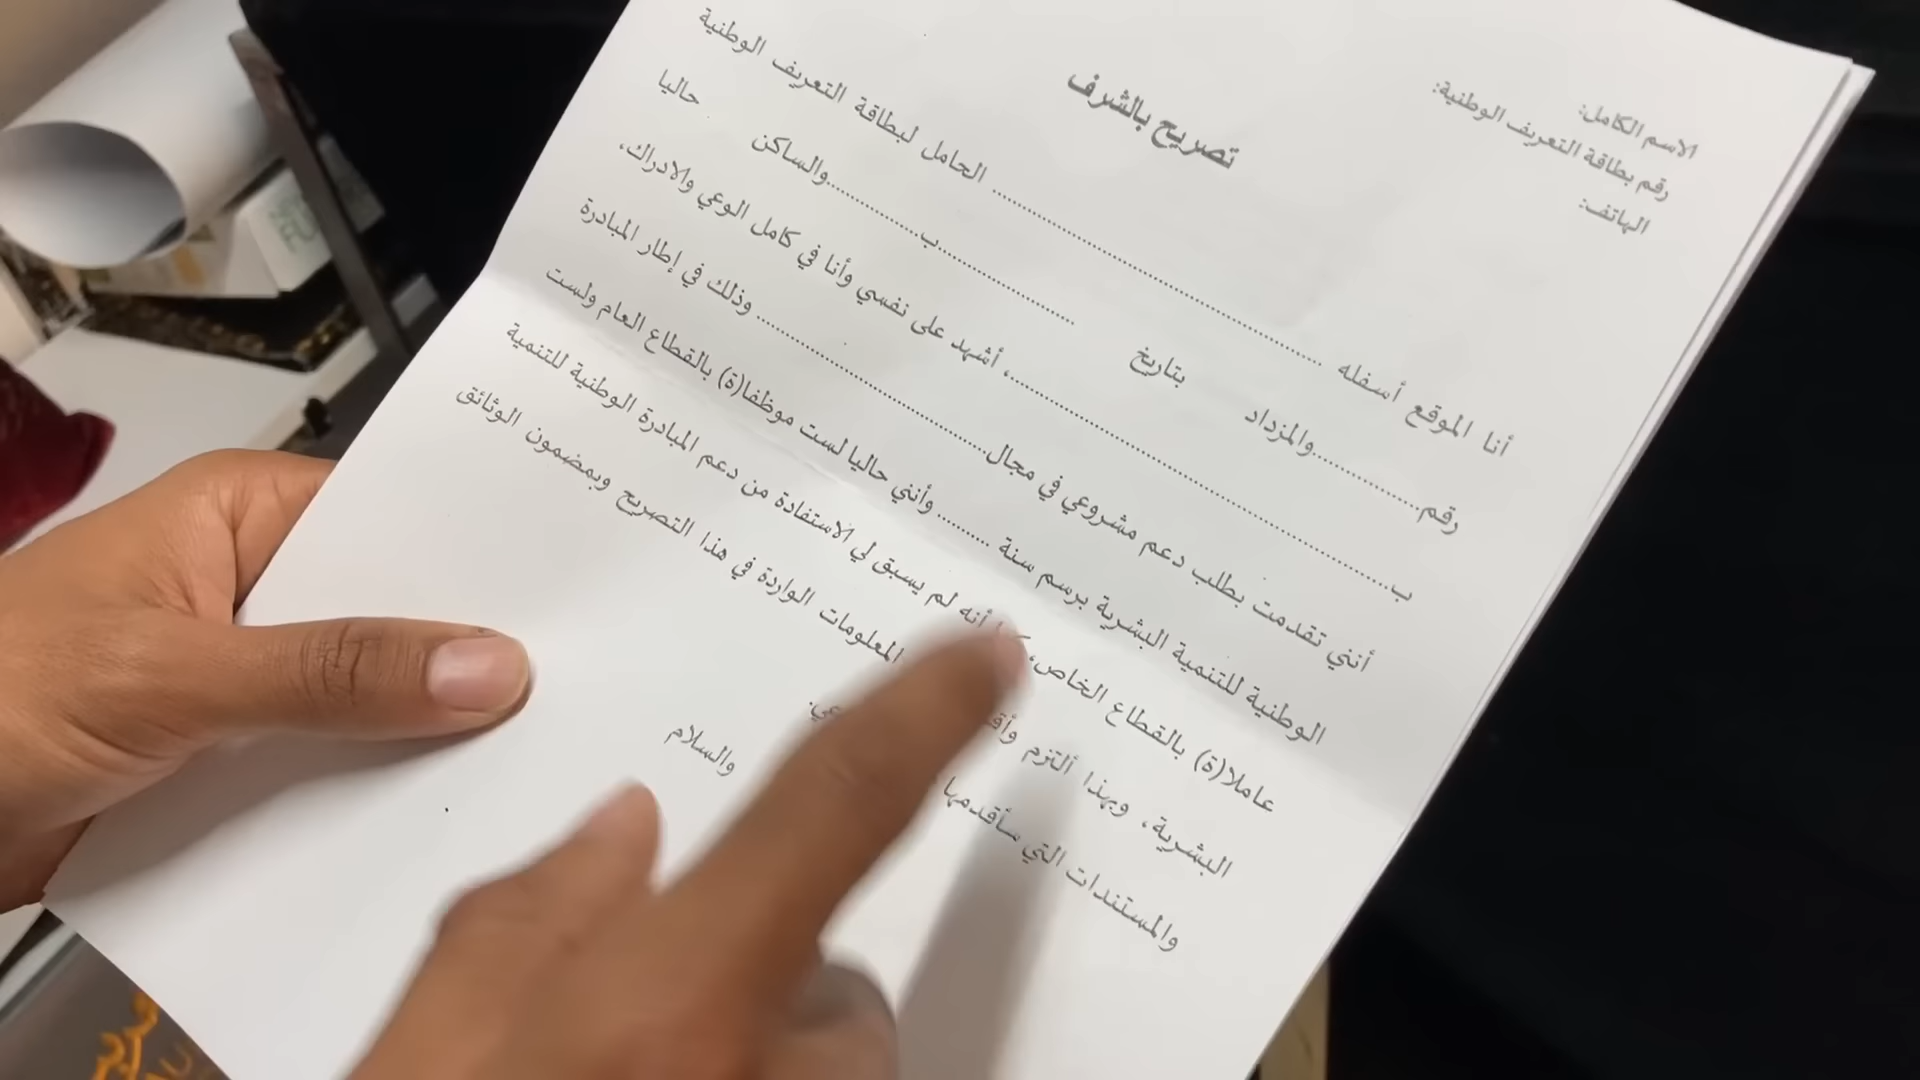 الاسم الكامل:
رقم بطاقة التعريف الوطنية:
الهاتف:
تصريح بالشرف
أنا الموقع أسفله ................................ الحامل لبطاقة التعريف الوطنية
رقم...............والمزداد بتاريخ ..................ب...............والساكن حاليا
ب............................................، أشهد على نفسي وأنا في كامل الوعي والادراك،
أنني تقدمت بطلب دعم مشروعي في مجال.............................. وذلك في إطار المبادرة
الوطنية للتنمية البشرية برسم سنة ......... وأنني حاليا لست موظفا(ة) بالقطاع العام ولست
عاملا(ة) بالقطاع الخاص، أنه لم يسبق لي الاستفادة من دعم المبادرة الوطنية للتنمية
البشرية، وبهذا ألتزم المعلومات الواردة في هذا التصريح وبمضمون الوثائق
والمستندات التي سأقدمها
والسلام